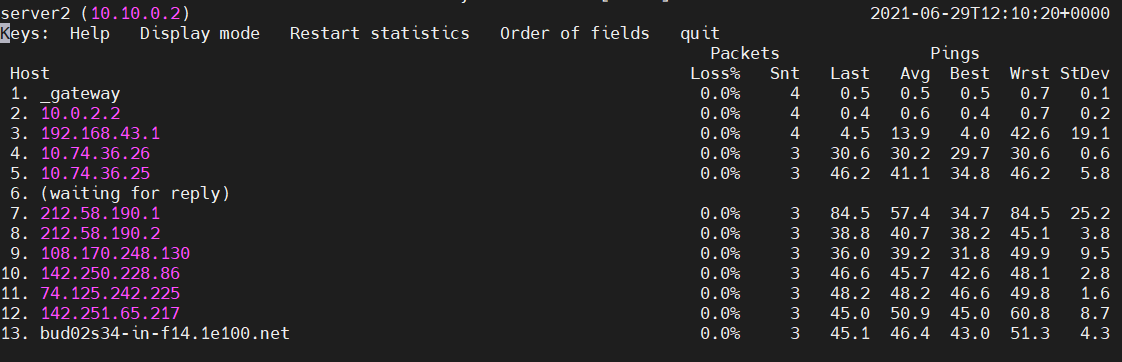 server2 (10.10.0.2) 2021-06-29T12:10:20+0000
Keys: Help Display mode Restart statistics Order of fields quit
Packets Pings
Host Loss% Snt Last Avg Best Wrst StDev
1. _gateway 0.0% 4 0.5 0.5 0.5 0.7 0.1
2. 10.0.2.2 0.0% 4 0.4 0.6 0.4 0.7 0.2
3. 192.168.43.1 0.0% 4 4.5 13.9 4.0 42.6 19.1
4. 10.74.36.26 0.0% 3 30.6 30.2 29.7 30.6 0.6
5. 10.74.36.25 0.0% 3 46.2 41.1 34.8 46.2 5.8
6. (waiting for reply)
7. 212.58.190.1 0.0% 3 84.5 57.4 34.7 84.5 25.2
8. 212.58.190.2 0.0% 3 38.8 40.7 38.2 45.1 3.8
9. 108.170.248.130 0.0% 3 36.0 39.2 31.8 49.9 9.5
10. 142.250.228.86 0.0% 3 46.6 45.7 42.6 48.1 2.8
11. 74.125.242.225 0.0% 3 48.2 48.2 46.6 49.8 1.6
12. 142.251.65.217 0.0% 3 45.0 50.9 45.0 60.8 8.7
13. bud02s34-in-f14.1e100.net 0.0% 3 45.1 46.4 43.0 51.3 4.3